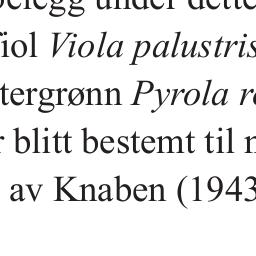 belegg under dette
fiol Viola palustris
tergrønn Pyrola r
blitt bestemt til
av Knaben (1943